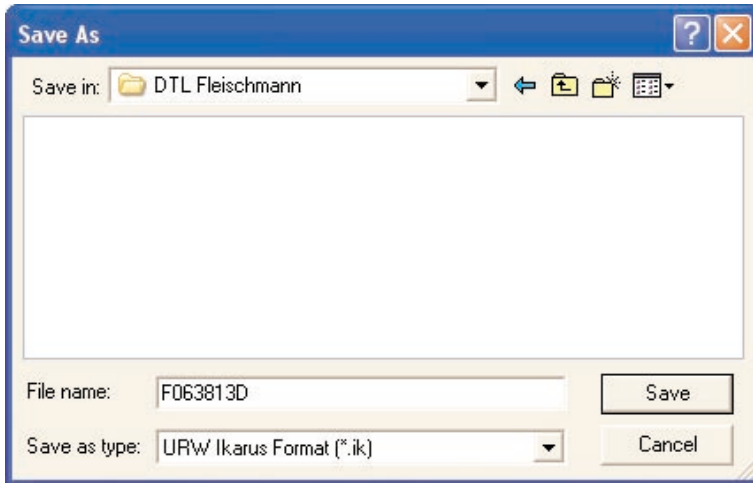 Save As
Save in: DTL Fleischmann
File name: F063813D Save
Save as type: URW Ikarus Format (*.ik) Cancel